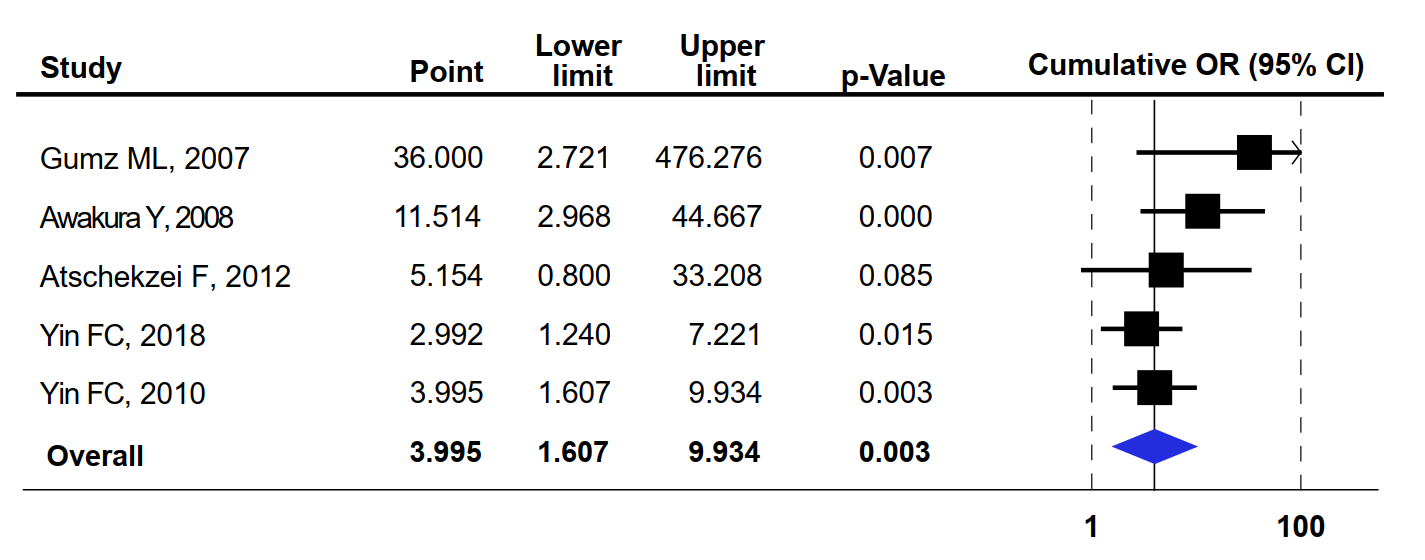 Study Point Lower limit Upper limit p-Value Cumulative OR (95% CI)
Gumz ML, 2007 36.000 2.721 476.276 0.007
Awakura Y, 2008 11.514 2.968 44.667 0.000
Atschekzei F, 2012 5.154 0.800 33.208 0.085
Yin FC, 2018 2.992 1.240 7.221 0.015
Yin FC, 2010 3.995 1.607 9.934 0.003
Overall 3.995 1.607 9.934 0.003
1 100